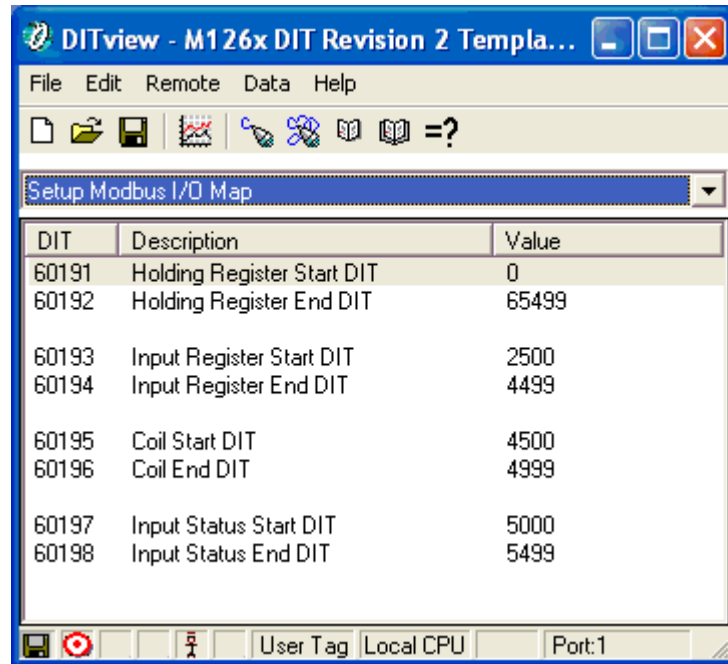 DITview - M126x DIT Revision 2 Templa...
File Edit Remote Data Help
=?
Setup Modbus I/O Map
DIT Description Value
60191 Holding Register Start DIT 0
60192 Holding Register End DIT 65499
60193 Input Register Start DIT 2500
60194 Input Register End DIT 4499
60195 Coil Start DIT 4500
60196 Coil End DIT 4999
60197 Input Status Start DIT 5000
60198 Input Status End DIT 5499
User Tag Local CPU Port:1